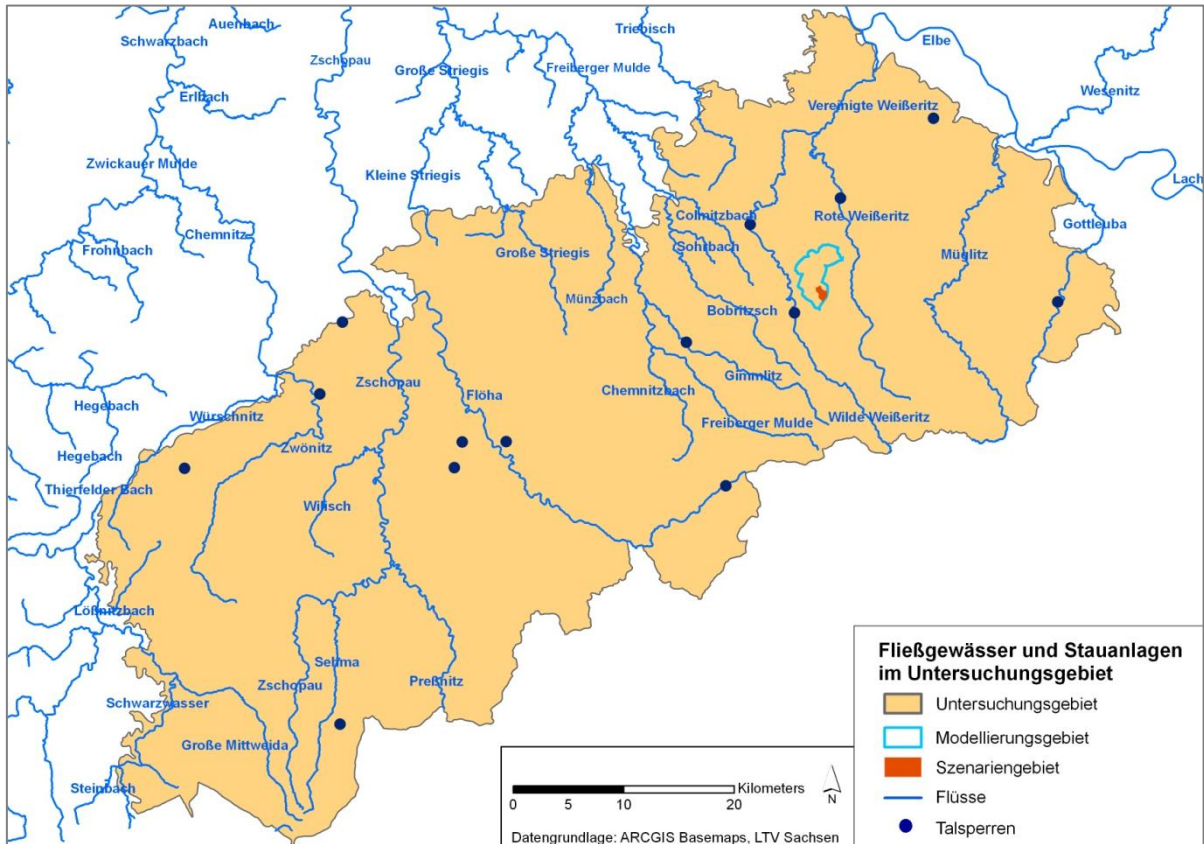 Auenbach
Schwarzbach
Zschopau
Große Striegis
Triebisch
Freiberger Mulde
Elbe
Wesenitz
Erlbach
Vereinigte Weißeritz
Zwickauer Mulde
Kleine Striegis
Lach
Chemnitz
Colmitzbach
Rote Weißeritz
Gottleuba
Frohnbach
Große Striegis
Sohrbach
Müglitz
Münzbach
Bobritzsch
Zschopau
Flöha
Chemnitzbach
Gimmlitz
Hegebach
Würschnitz
Freiberger Mulde
Wilde Weißeritz
Zwönitz
Hegebach
Thierfelder Bach
Wilisch
Lößnitzbach
Sehma
Zschopau
Preßnitz
Schwarzwasser
Große Mittweida
Steinbach
Kilometers
0 5 10 20
N
Datengrundlage: ARCGIS Basemaps, LTV Sachsen
Fließgewässer und Stauanlagen
im Untersuchungsgebiet
Untersuchungsgebiet
Modellierungsgebiet
Szenariengebiet
Flüsse
Talsperren